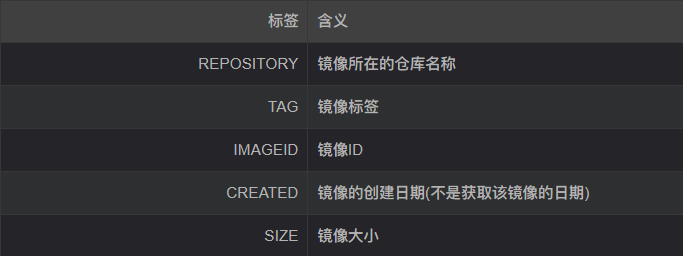 标签 含义
REPOSITORY 镜像所在的仓库名称
TAG 镜像标签
IMAGEID 镜像ID
CREATED 镜像的创建日期(不是获取该镜像的日期)
SIZE 镜像大小